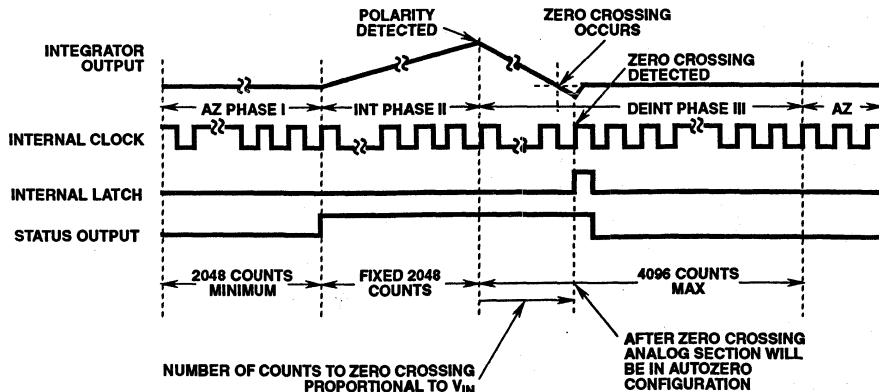 POLARITY
DETECTED
ZERO CROSSING
OCCURS
INTEGRATOR
OUTPUT
ZERO CROSSING
DETECTED
AZ PHASE I
INT PHASE II
DEINT PHASE III
AZ
INTERNAL CLOCK
INTERNAL LATCH
STATUS OUTPUT
2048 COUNTS
MINIMUM
FIXED 2048
COUNTS
4096 COUNTS
MAX
NUMBER OF COUNTS TO ZERO CROSSING
PROPORTIONAL TO VIN
AFTER ZERO CROSSING
ANALOG SECTION WILL
BE IN AUTOZERO
CONFIGURATION